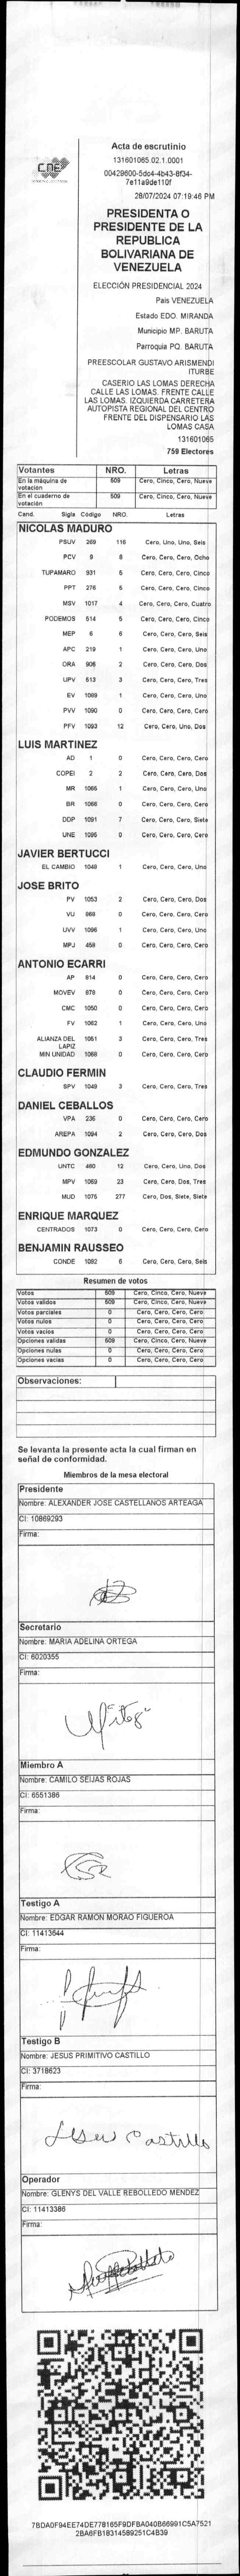 CNE
Acta de escrutinio
131601065.02.1.0001
00429600-5dc4-4b43-8f34-
7e11a9de110f
28/07/2024 07:19:46 PM
PRESIDENTA O
PRESIDENTE DE LA
REPUBLICA
BOLIVARIANA DE
VENEZUELA
ELECCIÓN PRESIDENCIAL 2024
Pais VENEZUELA
Estado EDO. MIRANDA
Municipio MP. BARUTA
Parroquia PQ. BARUTA
PREESCOLAR GUSTAVO ARISMENDI
ITURBE
CASERIO LAS LOMAS DERECHA
CALLE LAS LOMAS. FRENTE CALLE
LAS LOMAS. IZQUIERDA CARRETERA
AUTOPISTA REGIONAL DEL CENTRO
FRENTE DEL DISPENSARIO LAS
LOMAS CASA
131601065
759 Electores
Votantes NRO. Letras
En la máquina de votación 509 Cero, Cinco, Cero, Nueve
En el cuaderno de votación 509 Cero, Cinco, Cero, Nueve
Cand. Sigla Código NRO. Letras
NICOLAS MADURO
PSUV 269 116 Cero, Uno, Uno, Seis
PCV 9 8 Cero, Cero, Cero, Ocho
TUPAMARO 931 5 Cero, Cero, Cero, Cinco
PPT 276 5 Cero, Cero, Cero, Cinco
MSV 1017 4 Cero, Cero, Cero, Cuatro
PODEMOS 514 5 Cero, Cero, Cero, Cinco
MEP 6 6 Cero, Cero, Cero, Seis
APC 219 1 Cero, Cero, Cero, Uno
ORA 906 2 Cero, Cero, Cero, Dos
UPV 513 3 Cero, Cero, Cero, Tres
EV 1089 1 Cero, Cero, Cero, Uno
PVV 1090 0 Cero, Cero, Cero, Cero
PFV 1093 12 Cero, Cero, Uno, Dos
LUIS MARTINEZ
AD 1 0 Cero, Cero, Cero, Cero
COPEI 2 2 Cero, Cero, Cero, Dos
MR 1065 1 Cero, Cero, Cero, Uno
BR 1066 0 Cero, Cero, Cero, Cero
DDP 1091 7 Cero, Cero, Cero, Siete
UNE 1095 0 Cero, Cero, Cero, Cero
JAVIER BERTUCCI
EL CAMBIO 1048 1 Cero, Cero, Cero, Uno
JOSE BRITO
PV 1053 2 Cero, Cero, Cero, Dos
VU 868 0 Cero, Cero, Cero, Cero
UVV 1096 1 Cero, Cero, Cero, Uno
MPJ 458 0 Cero, Cero, Cero, Cero
ANTONIO ECARRI
AP 914 0 Cero, Cero, Cero, Cero
MOVEV 978 0 Cero, Cero, Cero, Cero
CMC 1050 0 Cero, Cero, Cero, Cero
FV 1062 1 Cero, Cero, Cero, Uno
ALIANZA DEL LAPIZ 1051 3 Cero, Cero, Cero, Tres
MIN UNIDAD 1068 0 Cero, Cero, Cero, Cero
CLAUDIO FERMIN
SPV 1049 3 Cero, Cero, Cero, Tres
DANIEL CEBALLOS
VPA 236 0 Cero, Cero, Cero, Cero
AREPA 1094 2 Cero, Cero, Cero, Dos
EDMUNDO GONZALEZ
UNTC 460 12 Cero, Cero, Uno, Dos
MPV 1069 23 Cero, Cero, Dos, Tres
MUD 1075 277 Cero, Dos, Siete, Siete
ENRIQUE MARQUEZ
CENTRADOS 1073 0 Cero, Cero, Cero, Cero
BENJAMIN RAUSSEO
CONDE 1082 6 Cero, Cero, Cero, Seis
Resumen de votos
Votos 509 Cero, Cinco, Cero, Nueve
Votos validos 509 Cero, Cinco, Cero, Nueve
Votos parciales 0 Cero, Cero, Cero, Cero
Votos nulos 0 Cero, Cero, Cero, Cero
Votos vacios 0 Cero, Cero, Cero, Cero
Opciones validas 509 Cero, Cinco, Cero, Nueve
Opciones nulas 0 Cero, Cero, Cero, Cero
Opciones vacias 0 Cero, Cero, Cero, Cero
Observaciones:
Se levanta la presente acta la cual firman en
señal de conformidad.
Miembros de la mesa electoral
Presidente
Nombre: ALEXANDER JOSE CASTELLANOS ARTEAGA
CI: 10869293
Firma:
Secretario
Nombre: MARIA ADELINA ORTEGA
CI: 6020355
Firma:
Miembro A
Nombre: CAMILO SEIJAS ROJAS
CI: 6551386
Firma:
Testigo A
Nombre: EDGAR RAMON MORAO FIGUEROA
CI: 11413644
Firma:
Testigo B
Nombre: JESUS PRIMITIVO CASTILLO
CI: 3718623
Firma:
Jesus Castillo
Operador
Nombre: GLENYS DEL VALLE REBOLLEDO MENDEZ
CI: 11413386
Firma:
7BDA0F94EE74DE778165F9DFBA040B66991C5A7521
2BA6FB18314589251C4B39